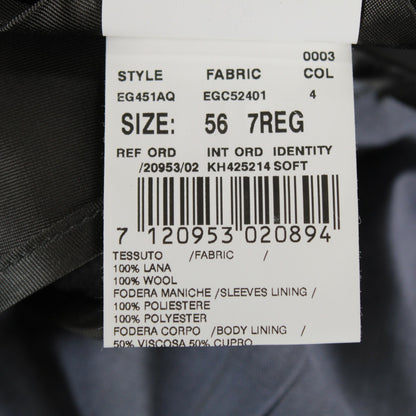 0003
STYLE FABRIC COL
EG451AQ EGC52401 4
SIZE: 56 7REG
REF ORD INT ORD IDENTITY
/20953/02 KH425214 SOFT
7 120953 020894
TESSUTO /FABRIC /
100% LANA
100% WOOL
FODERA MANICHE /SLEEVES LINING /
100% POLIESTERE
100% POLYESTER
FODERA CORPO /BODY LINING /
50% VISCOSA 50% CUPRO